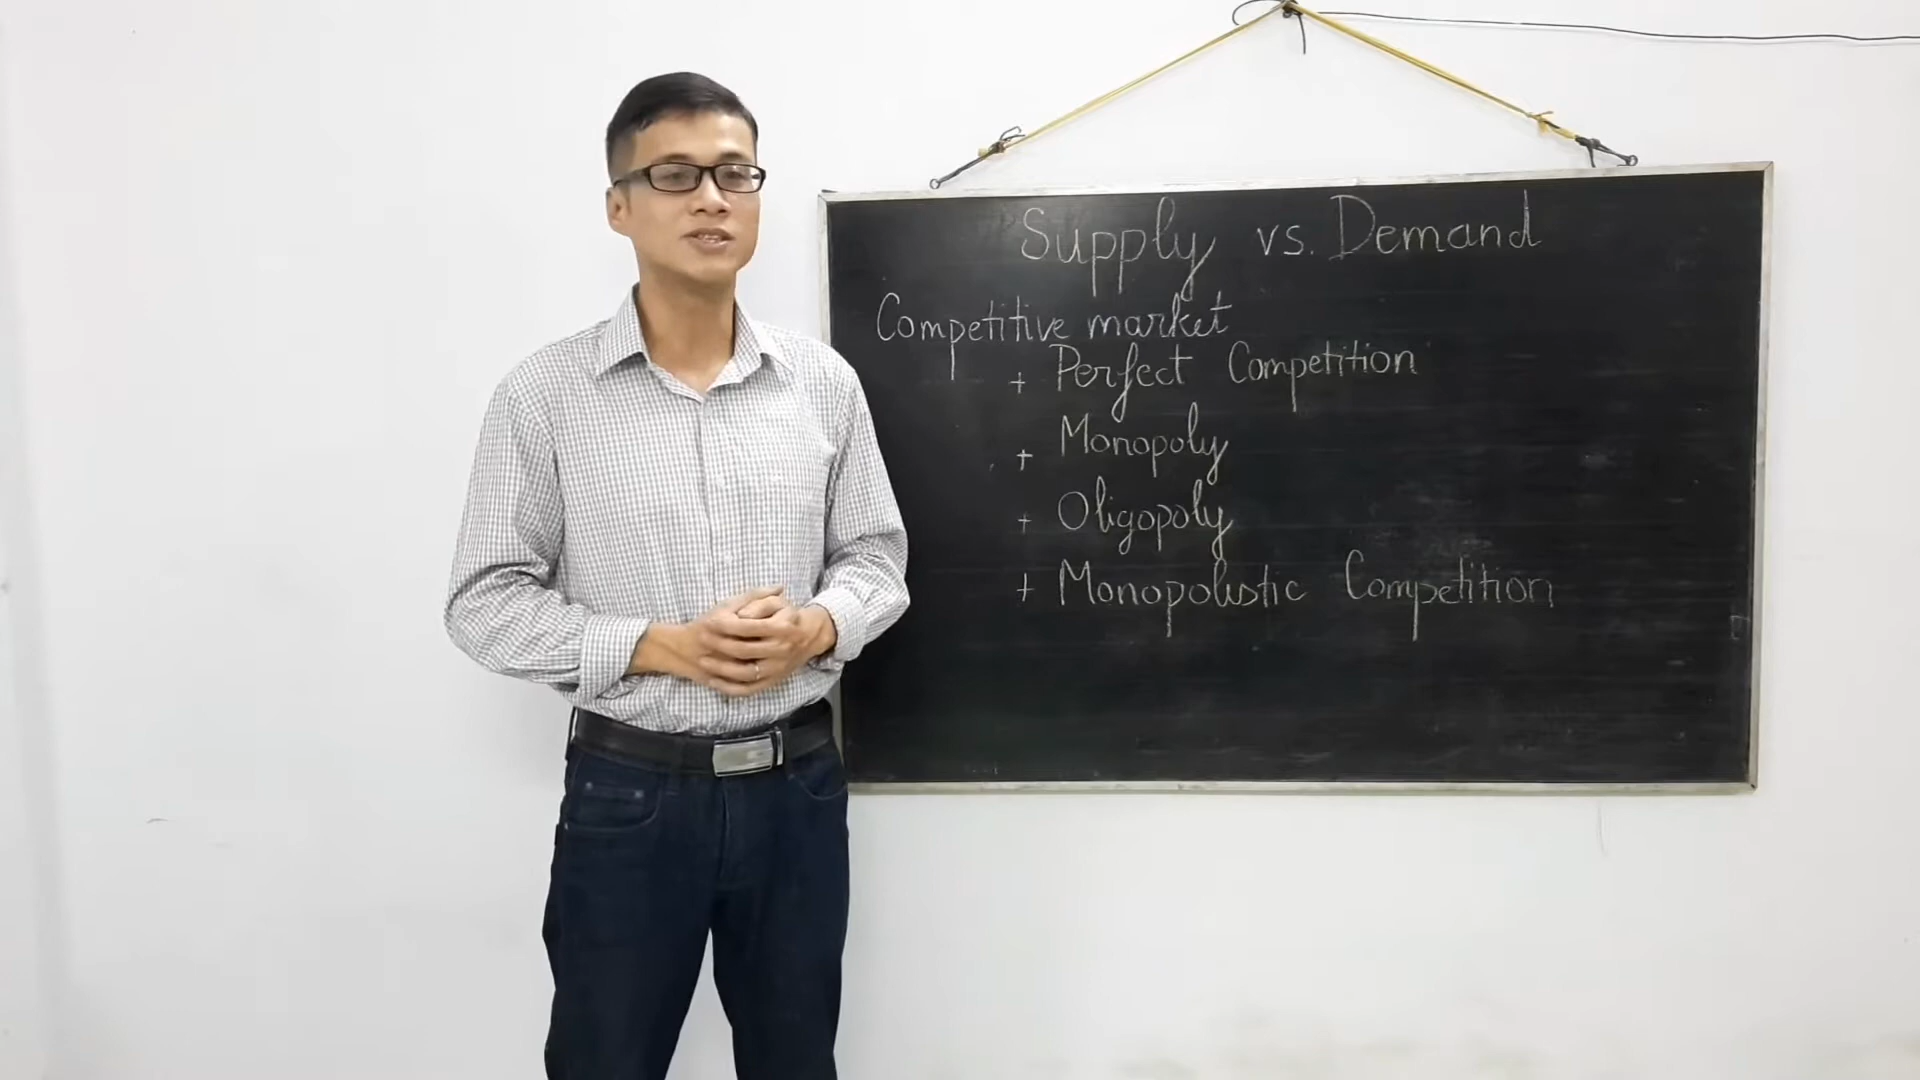 Supply vs. Demand
Competitive market
+ Perfect Competition
+ Monopoly
+ Oligopoly
+ Monopolistic Competition